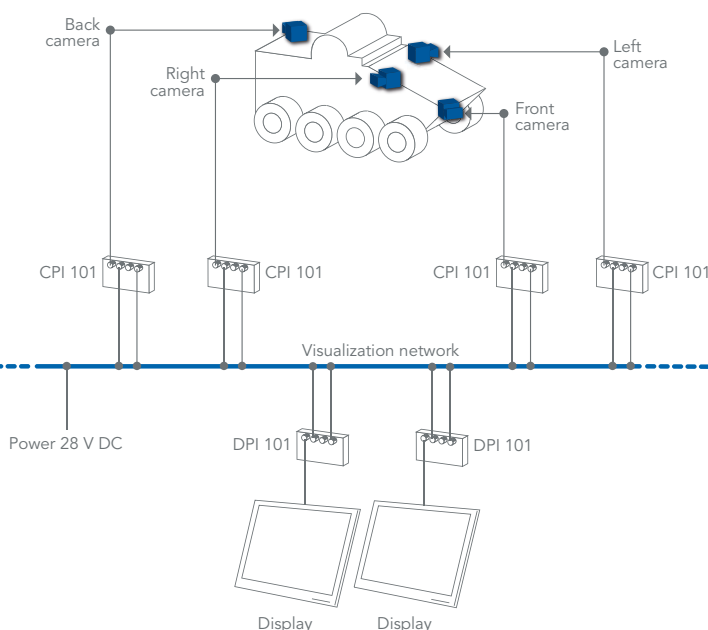 Back
camera
Left
camera
Right
camera
Front
camera
CPI 101
CPI 101
CPI 101
CPI 101
Visualization network
Power 28 V DC
DPI 101
DPI 101
Display
Display